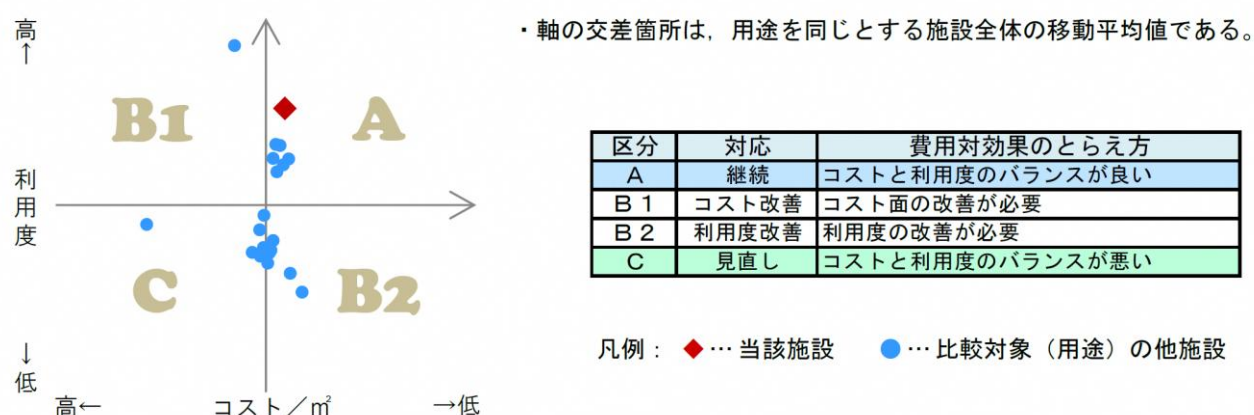 ・軸の交差箇所は，用途を同じとする施設全体の移動平均値である。
高
↑
利
用
度
↓
低
B1
A
C
B2
高←
コスト／㎡
→低
区分 対応 費用対効果のとらえ方
A 継続 コストと利用度のバランスが良い
B１ コスト改善 コスト面の改善が必要
B２ 利用度改善 利用度の改善が必要
C 見直し コストと利用度のバランスが悪い
凡例： ◆… 当該施設 ●… 比較対象（用途）の他施設